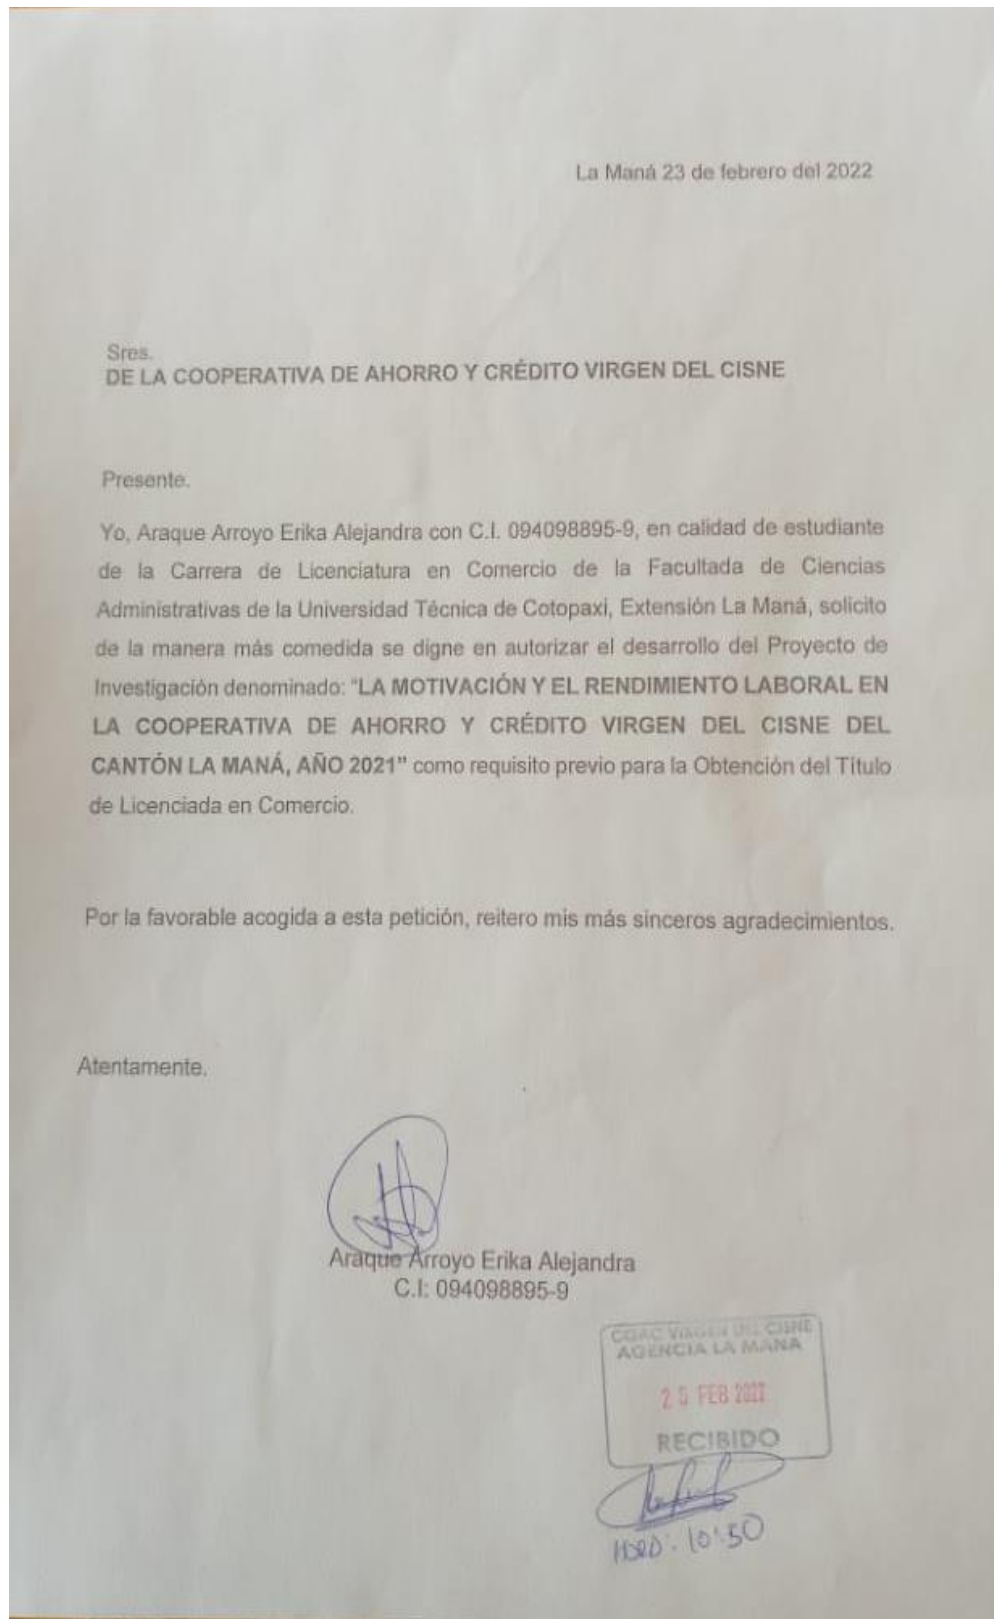 La Maná 23 de febrero del 2022
Sres.
DE LA COOPERATIVA DE AHORRO Y CRÉDITO VIRGEN DEL CISNE
Presente.
Yo, Araque Arroyo Erika Alejandra con C.I. 094098895-9, en calidad de estudiante
de la Carrera de Licenciatura en Comercio de la Facultada de Ciencias
Administrativas de la Universidad Técnica de Cotopaxi, Extensión La Maná, solicito
de la manera más comedida se digne en autorizar el desarrollo del Proyecto de
Investigación denominado: "LA MOTIVACIÓN Y EL RENDIMIENTO LABORAL EN
LA COOPERATIVA DE AHORRO Y CRÉDITO VIRGEN DEL CISNE DEL
CANTÓN LA MANÁ, AÑO 2021" como requisito previo para la Obtención del Título
de Licenciada en Comercio.
Por la favorable acogida a esta petición, reitero mis más sinceros agradecimientos.
Atentamente.
Araque Arroyo Erika Alejandra
C.I: 094098895-9
COAC VIRGEN DEL CISNE
AGENCIA LA MANA
FEB 2022
RECIBIDO
10:50